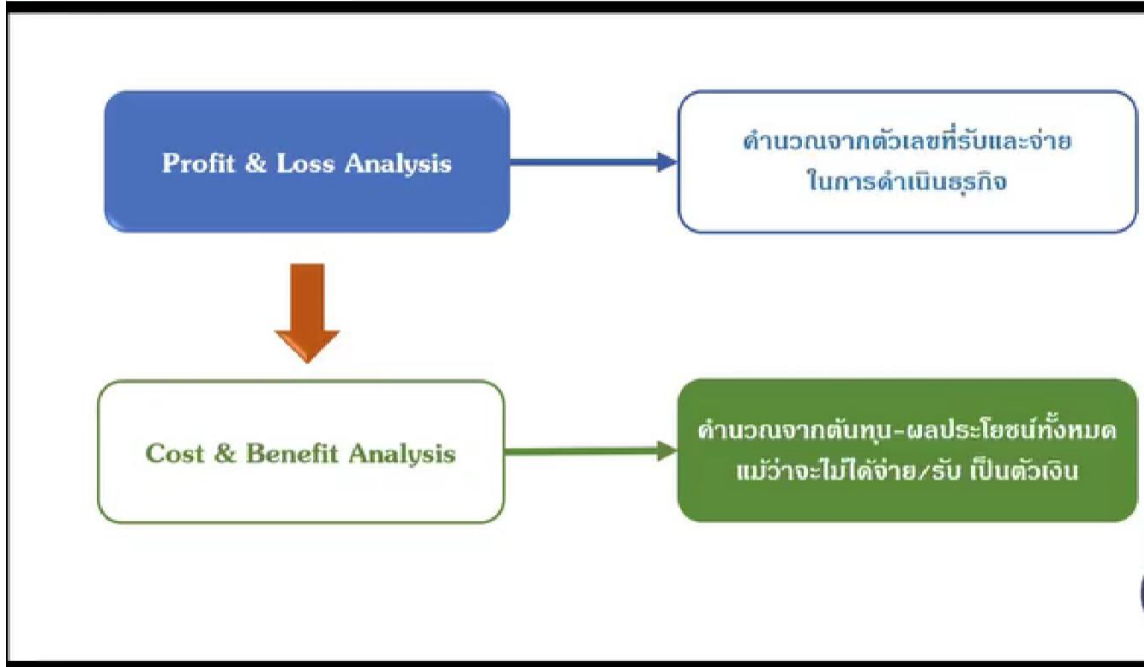 Profit & Loss Analysis
คำนวณจากตัวเลขที่รับและจ่าย
ในการดำเนินธุรกิจ
Cost & Benefit Analysis
คำนวณจากต้นทุน-ผลประโยชน์ทั้งหมด
แม้ว่าจะไม่ได้จ่าย/รับ เป็นตัวเงิน